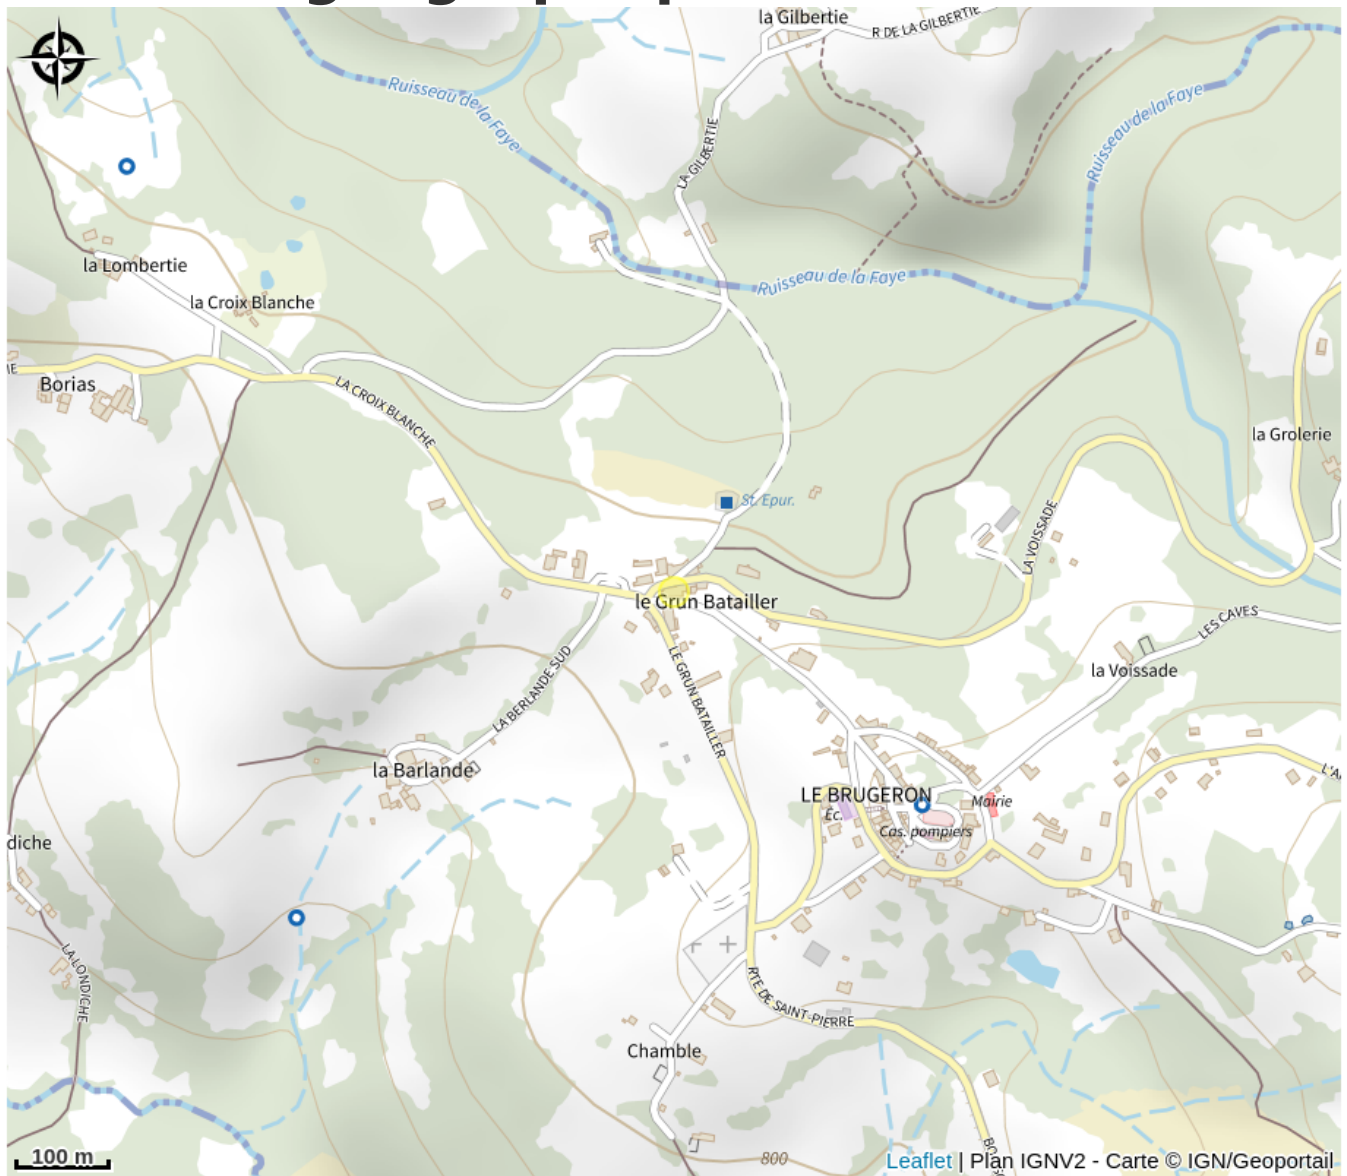 la Gilbertie
R DE LA GILBERTIE
Ruisseau de la Faye
Ruisseau de la Faye
LA GILBERTIE
la Lombertie
la Croix Blanche
Ruisseau de la Faye
IE
Borias
LA CROIX BLANCHE
la Grolerie
St. Epur.
LA VOISSADE
le Grun Batailler
LES CAVES
LA BERLANDE SUD
LE GRUN BATAILLER
la Voissade
la Barlande
L'A
LE BRUGERON
Mairie
Ec.
Cas. pompiers
diche
LA LONDICHE
RTE DE SAINT-PIERRE
Chamble
100 m
800
Leaflet | Plan IGNV2 - Carte © IGN/Geoportail